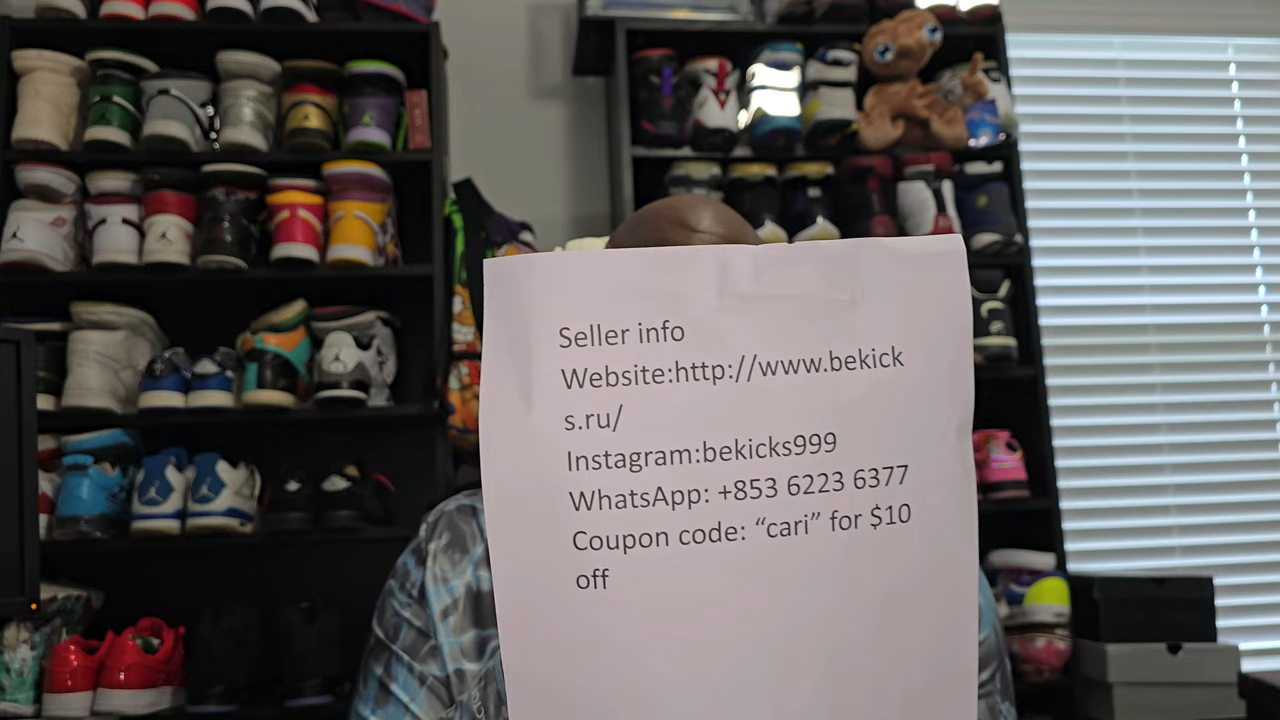 Seller info
Website:http://www.bekick
s.ru/
Instagram:bekicks999
WhatsApp: +853 6223 6377
Coupon code: “cari” for $10
off